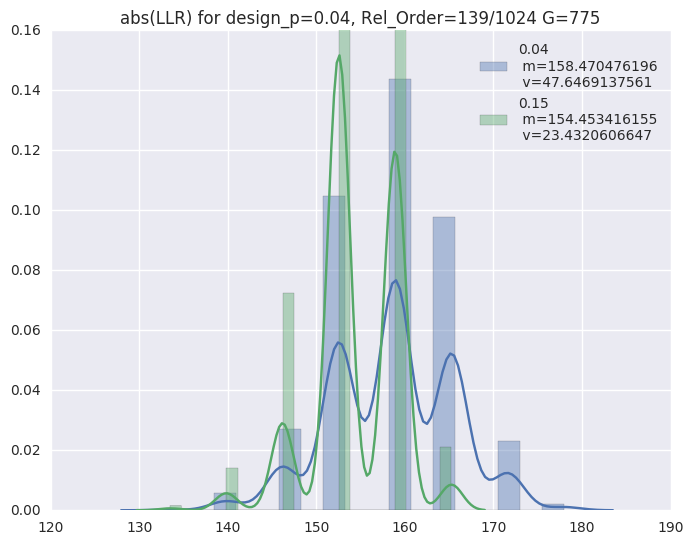 abs(LLR) for design_p=0.04, Rel_Order=139/1024 G=775
0.16
0.14
0.12
0.10
0.08
0.06
0.04
0.02
0.00
0.04
m=158.470476196
v=47.6469137561
0.15
m=154.453416155
v=23.4320606647
120 130 140 150 160 170 180 190